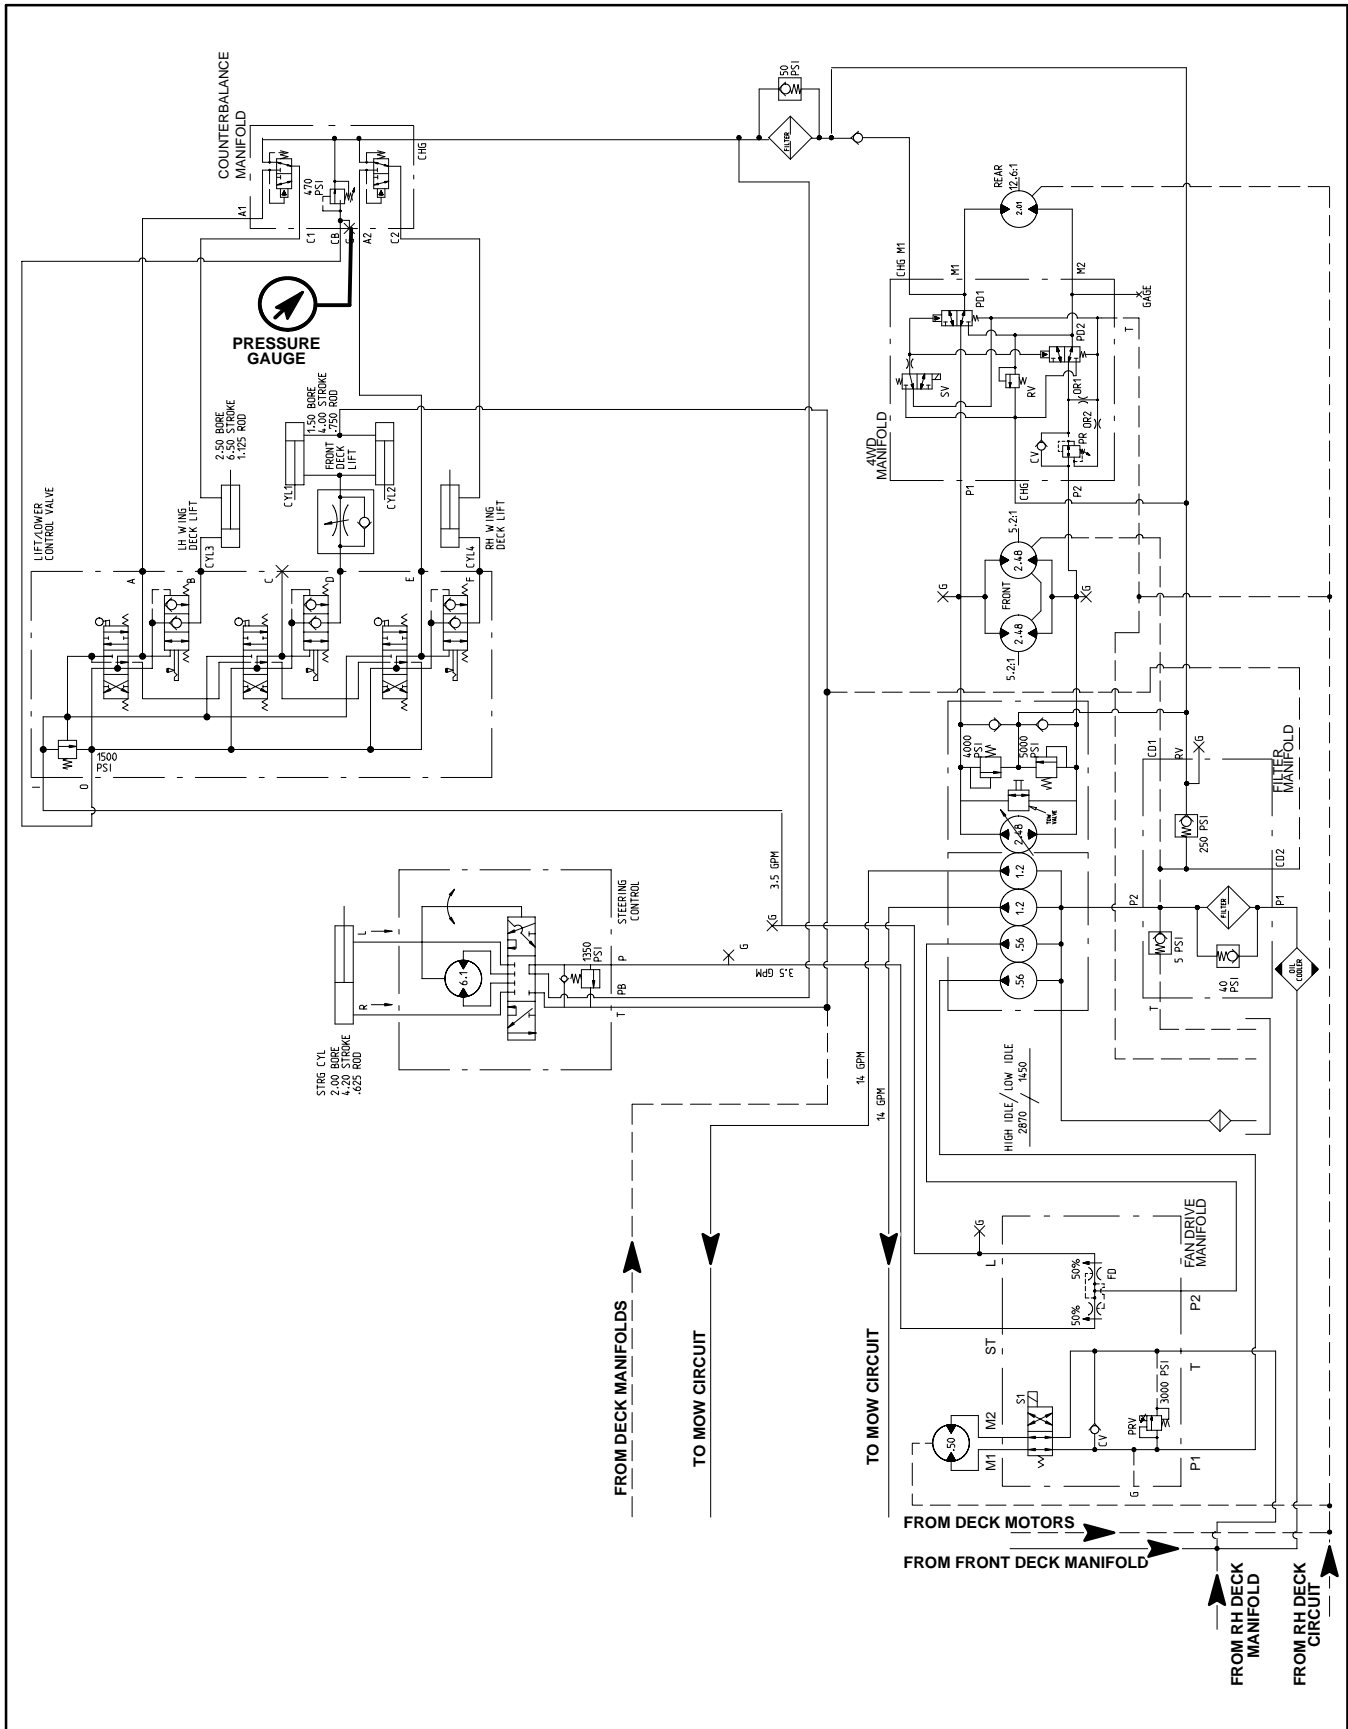 COUNTERBALANCE
MANIFOLD
470
PSI
A1
C1
CB
G
A2
C2
CHG
PRESSURE
GAUGE
50
PSI
FILTER
REAR
12.6:1
2.01
CHG M1
M1
M2
PD1
PD2
GAGE
T
SV
RV
OR1
OR2
PR
CV
4WD
MANIFOLD
P1
CHG
P2
LIFT/LOWER
CONTROL VALVE
2.50 BORE
6.50 STROKE
1.125 ROD
LH WING
DECK LIFT
CYL3
1.50 BORE
4.00 STROKE
.750 ROD
CYL1
FRONT
DECK
LIFT
CYL2
RH WING
DECK LIFT
CYL4
A
B
C
D
E
F
1500
PSI
I
O
5.2:1
2.48
FRONT
2.48
5.2:1
G
G
4000
PSI
5000
PSI
TOW
VALVE
2.48
1.2
1.2
.56
.56
CD1
RV
G
FILTER
MANIFOLD
250 PSI
CD2
P2
P1
FILTER
5 PSI
40
PSI
T
OIL
COOLER
STRG CYL
2.00 BORE
4.20 STROKE
.625 ROD
L
R
6.1
STEERING
CONTROL
1350
PSI
P
PB
T
G
3.5 GPM
G
3.5 GPM
14 GPM
14 GPM
HIGH IDLE / LOW IDLE
2870 / 1450
FROM DECK MANIFOLDS
TO MOW CIRCUIT
TO MOW CIRCUIT
G
L
50%
50%
FD
FAN DRIVE
MANIFOLD
P2
ST
S1
M2
M1
.50
CV
PRV
3000 PSI
T
P1
G
FROM DECK MOTORS
FROM FRONT DECK MANIFOLD
FROM RH DECK
MANIFOLD
FROM RH DECK
CIRCUIT